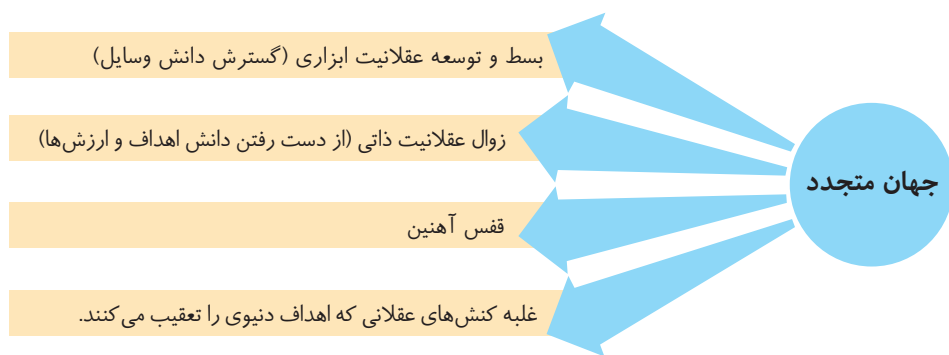 جهان متجدد
بسط و توسعه عقلانیت ابزاری (گسترش دانش وسایل)
زوال عقلانیت ذاتی (از دست رفتن دانش اهداف و ارزش‌ها)
قفس آهنین
غلبه کنش‌های عقلانی که اهداف دنیوی را تعقیب می‌کنند.